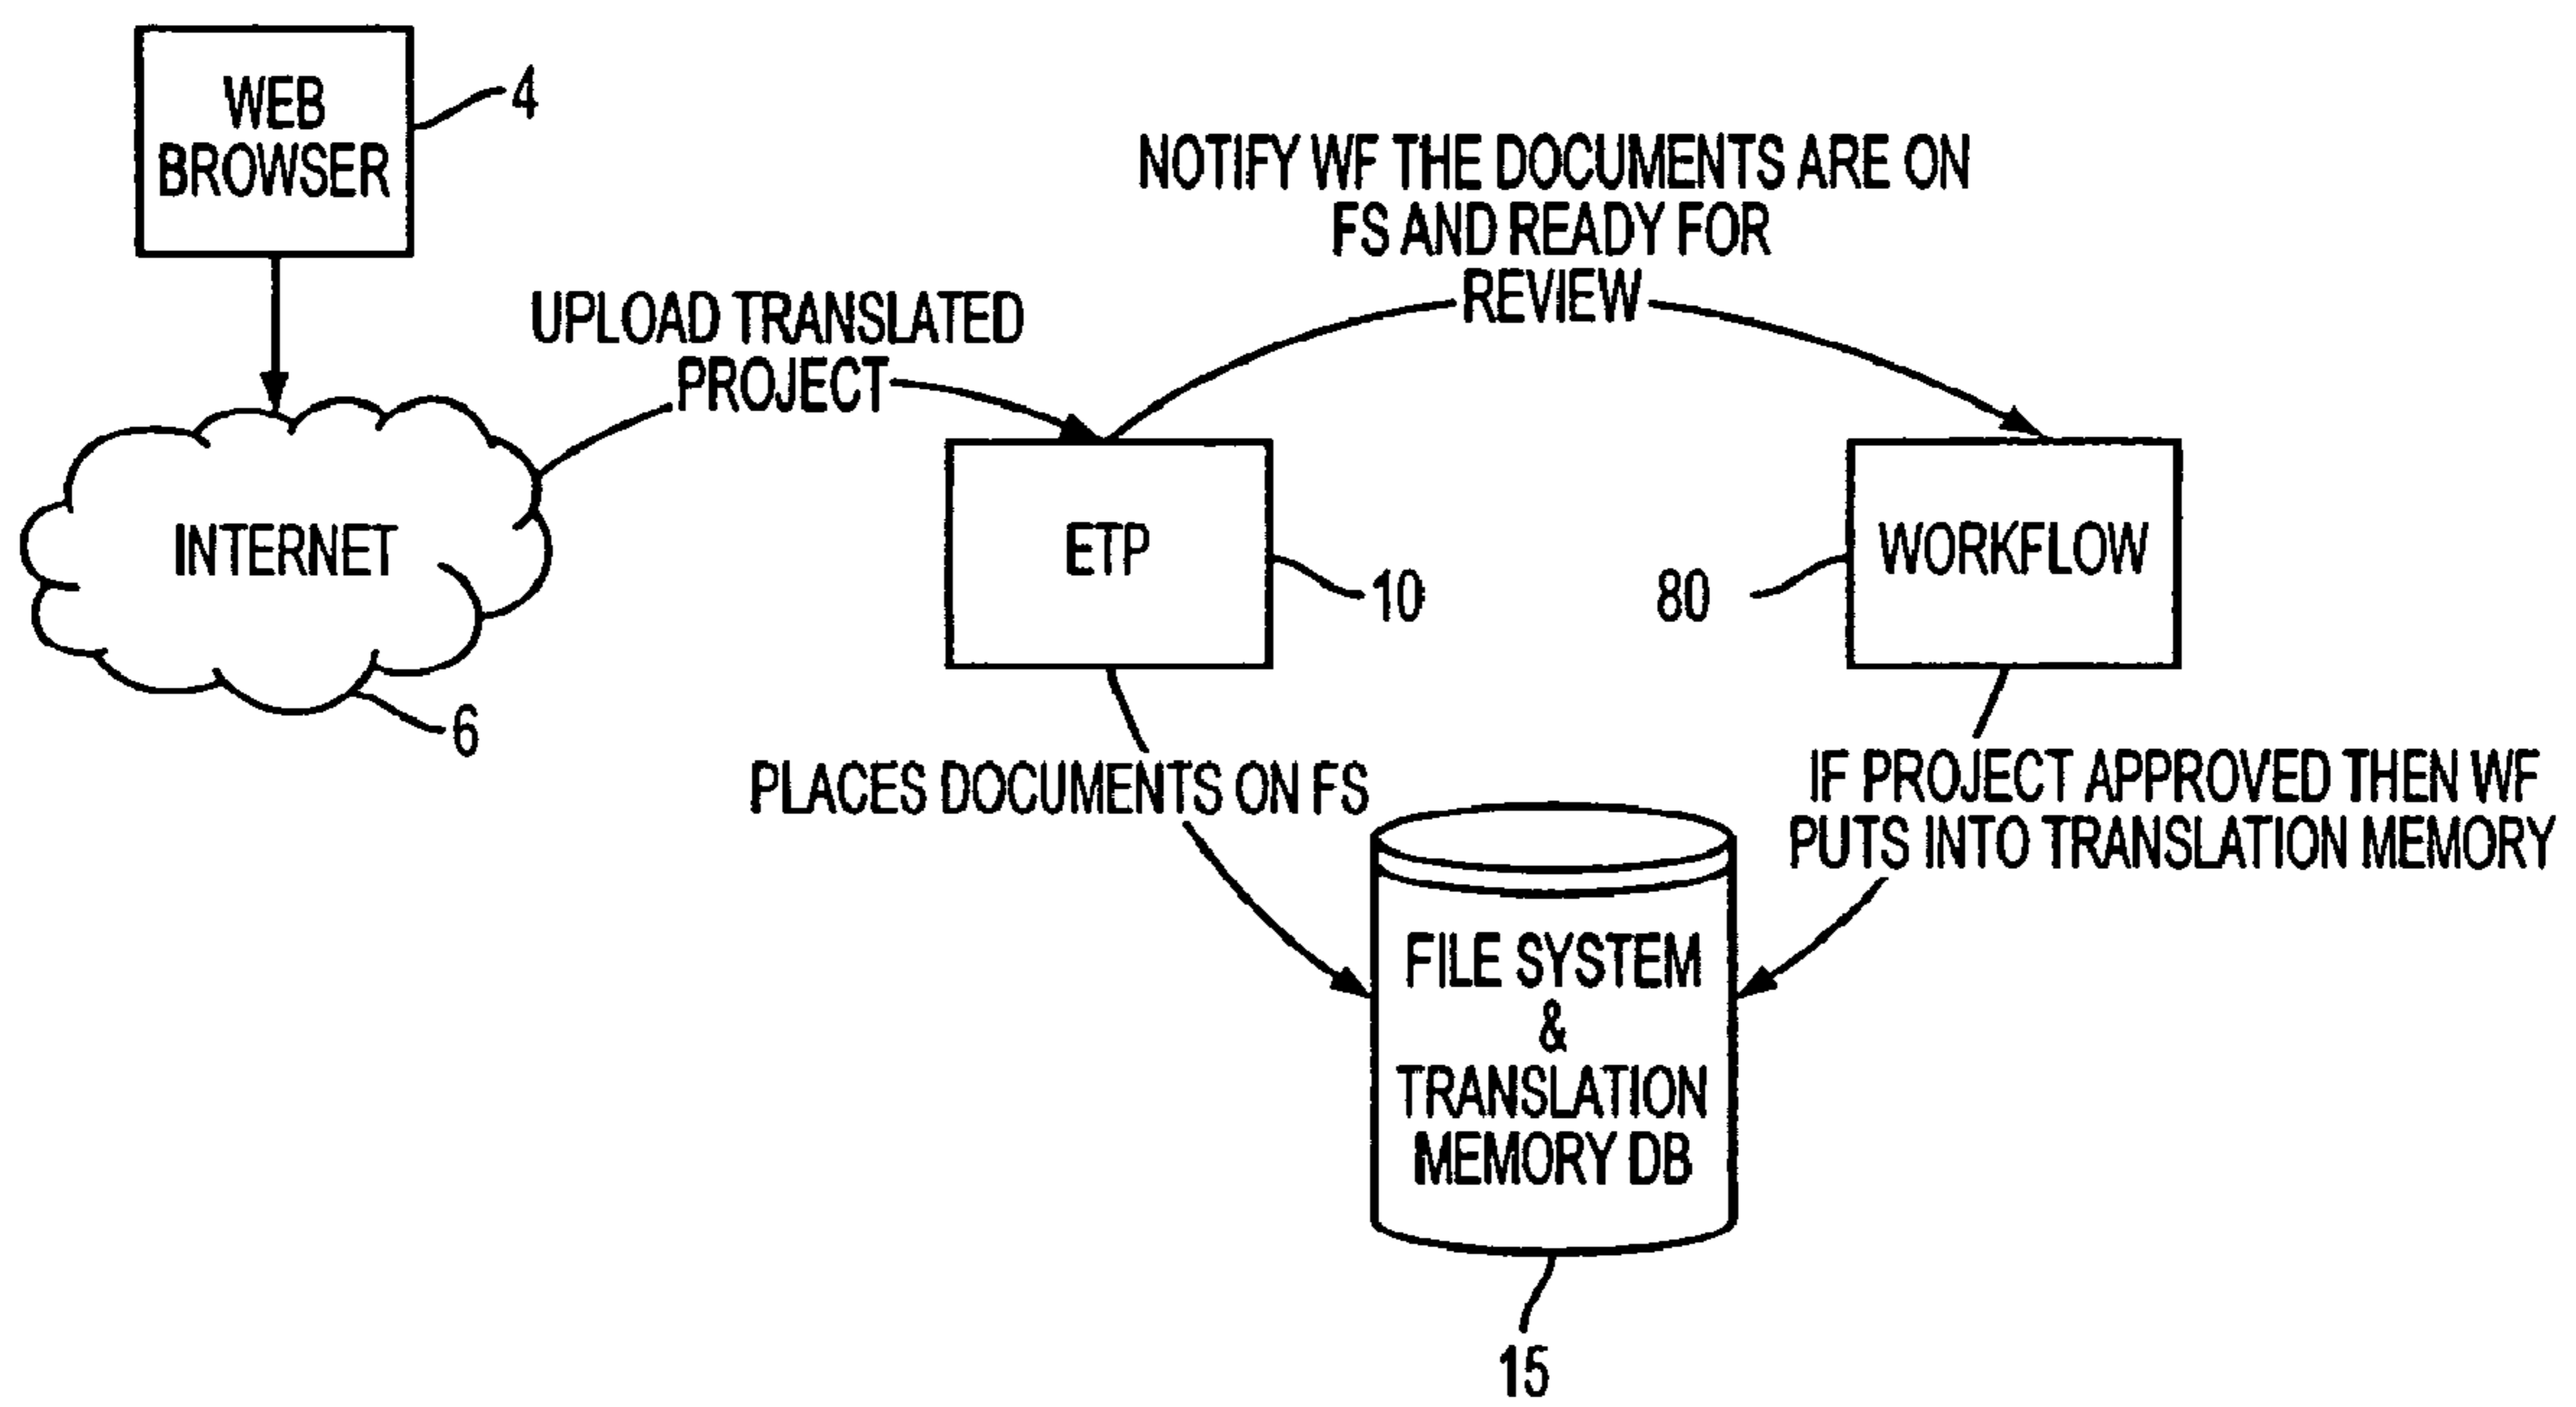 WEB
BROWSER
4
NOTIFY WF THE DOCUMENTS ARE ON
FS AND READY FOR
REVIEW
UPLOAD TRANSLATED
PROJECT
INTERNET
6
ETP
10
WORKFLOW
80
PLACES DOCUMENTS ON FS
IF PROJECT APPROVED THEN WF
PUTS INTO TRANSLATION MEMORY
FILE SYSTEM
&
TRANSLATION
MEMORY DB
15